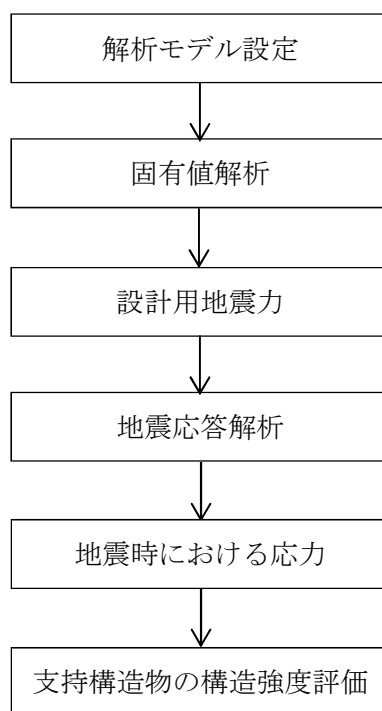 解析モデル設定
固有値解析
設計用地震力
地震応答解析
地震時における応力
支持構造物の構造強度評価